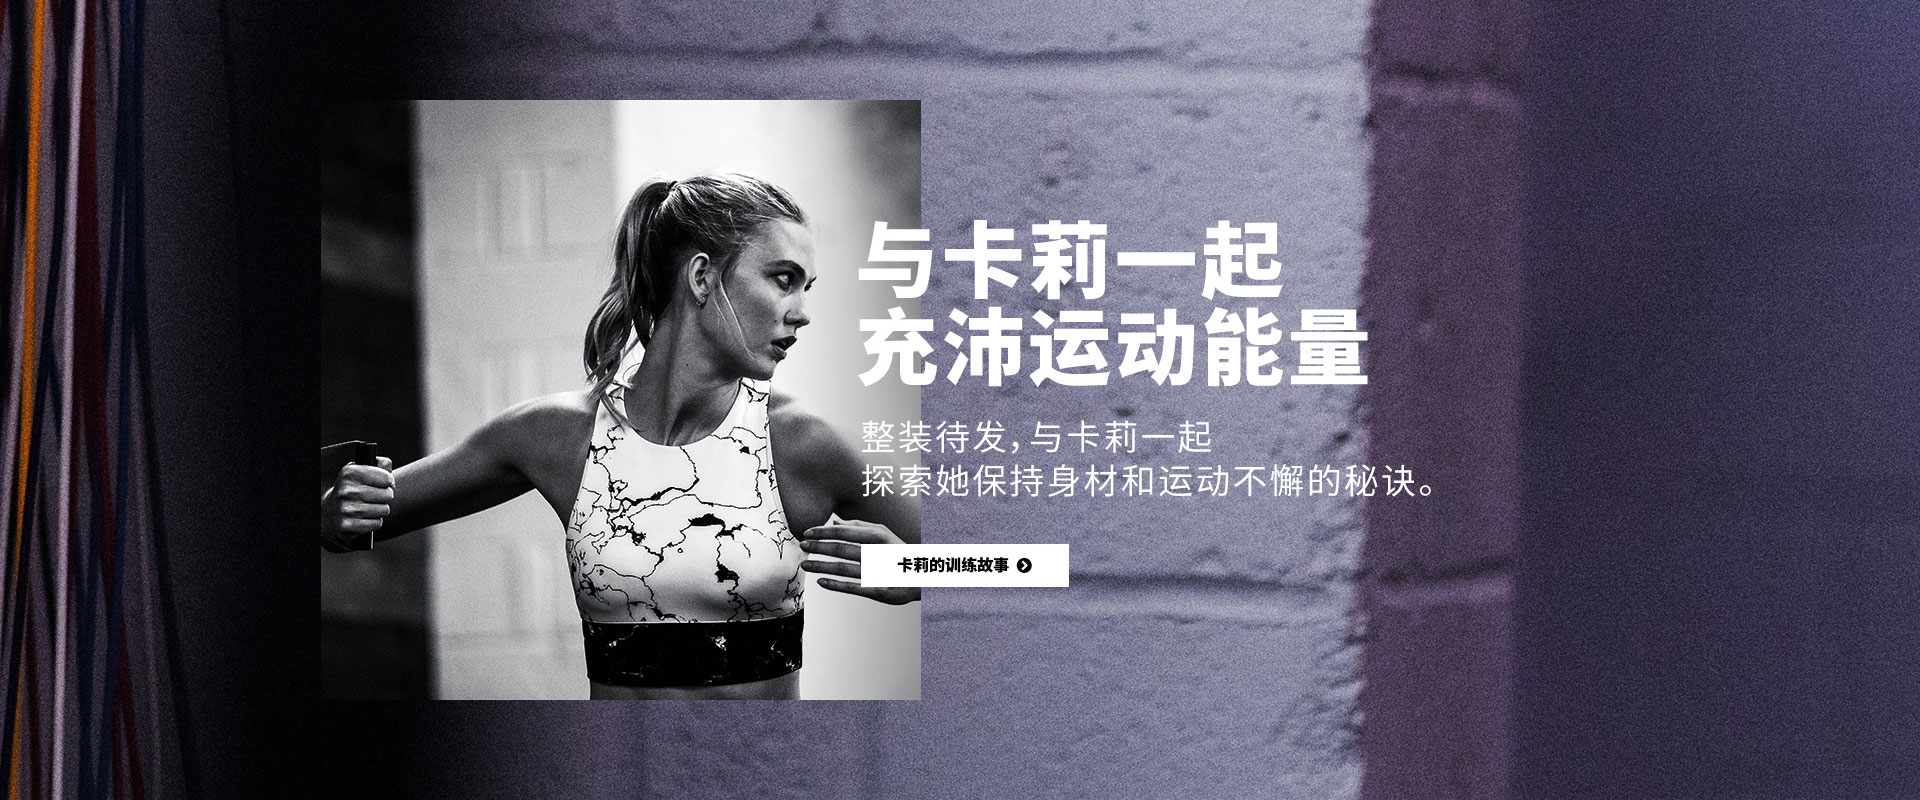 与卡莉一起
充沛运动能量
整装待发，与卡莉一起
探索她保持身材和运动不懈的秘诀。
卡莉的训练故事